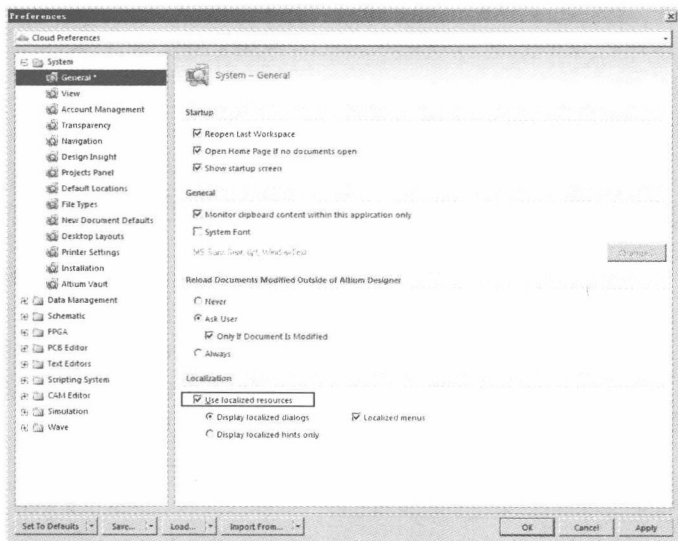 Preferences
Cloud Preferences
System
General *
View
Account Management
Transparency
Navigation
Design Insight
Projects Panel
Default Locations
File Types
New Document Defaults
Desktop Layouts
Printer Settings
Installation
Altium Vault
Data Management
Schematic
FPGA
PCB Editor
Text Editors
Scripting System
CAM Editor
Simulation
Wave
System – General
Startup
Reopen Last Workspace
Open Home Page if no documents open
Show startup screen
General
Monitor clipboard content within this application only
System Font
Change...
Reload Documents Modified Outside of Altium Designer
Never
Ask User
Only If Document Is Modified
Always
Localization
Use localized resources
Display localized dialogs
Localized menus
Display localized hints only
Set To Defaults
Save...
Load...
Import From...
OK
Cancel
Apply